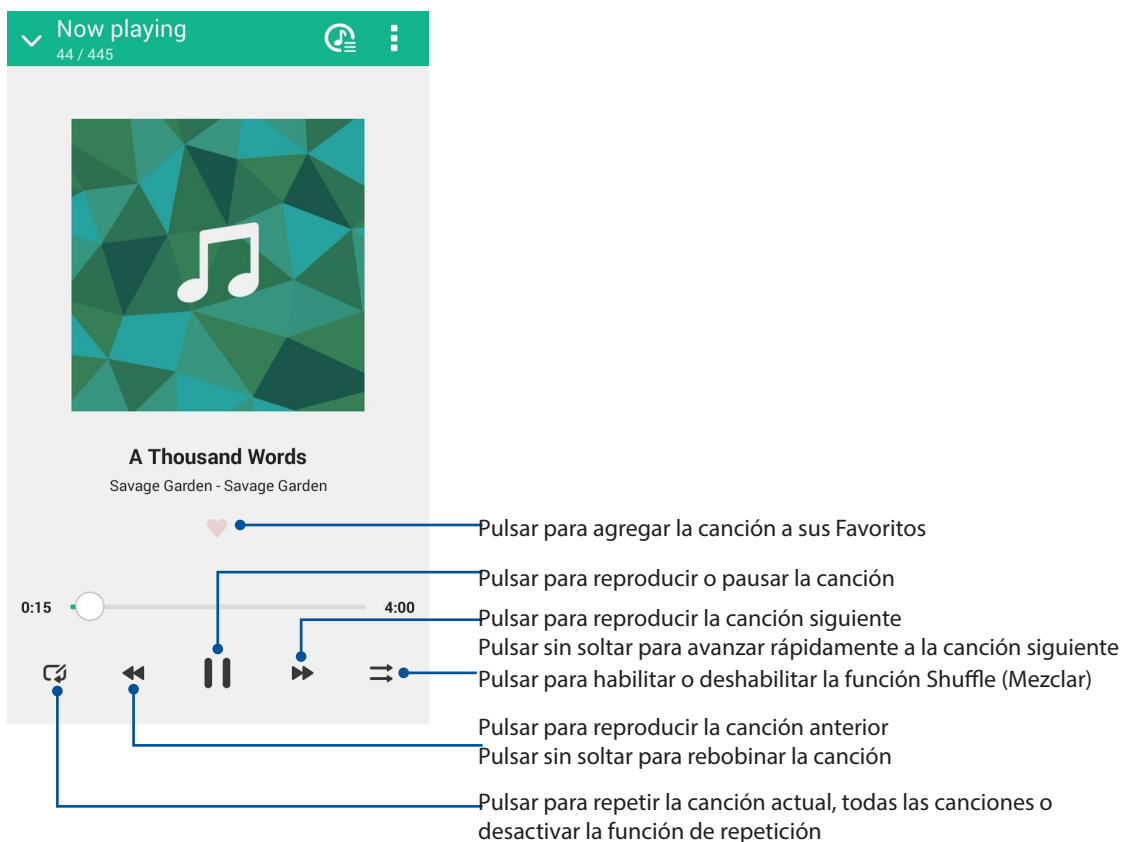 Now playing
44 / 445
A Thousand Words
Savage Garden - Savage Garden
Pulsar para agregar la canción a sus Favoritos
Pulsar para reproducir o pausar la canción
0:15
4:00
Pulsar para reproducir la canción siguiente
Pulsar sin soltar para avanzar rápidamente a la canción siguiente
Pulsar para habilitar o deshabilitar la función Shuffle (Mezclar)
Pulsar para reproducir la canción anterior
Pulsar sin soltar para rebobinar la canción
Pulsar para repetir la canción actual, todas las canciones o
desactivar la función de repetición